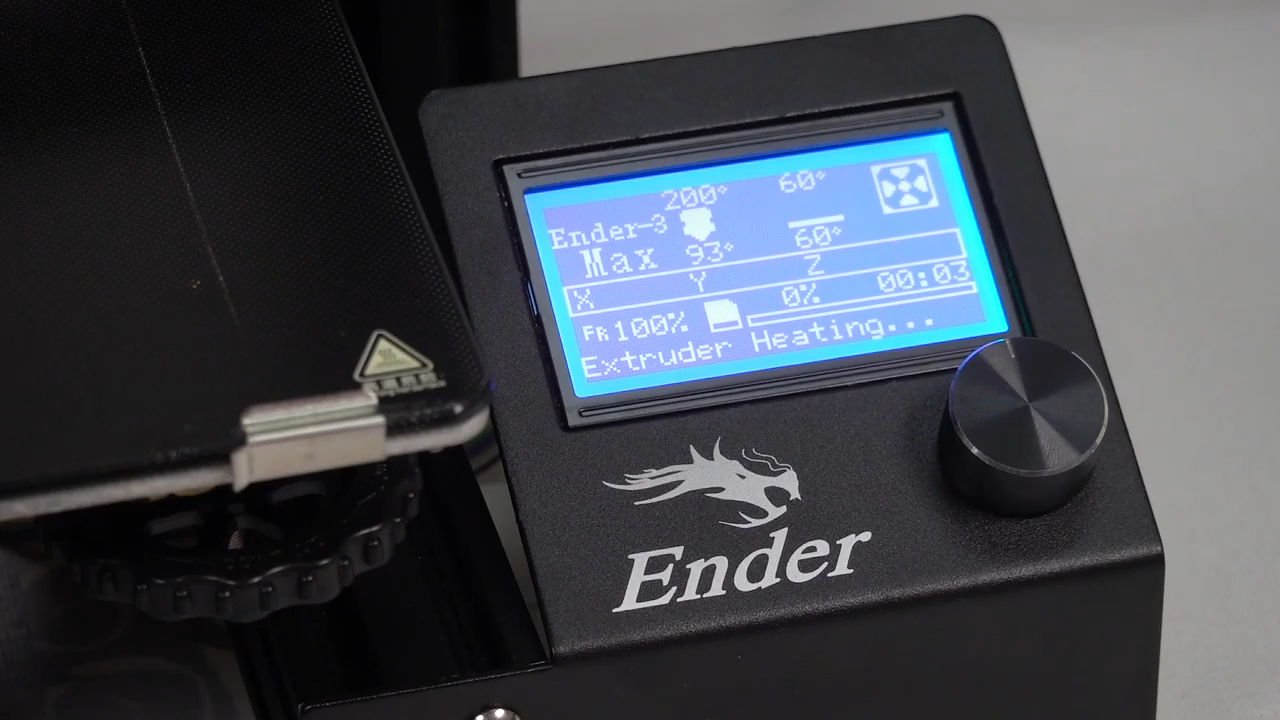 200° 60°
Ender-3
Max 93° 60°
X Y Z
FR100% 0% 00:03
Extruder Heating...
Ender